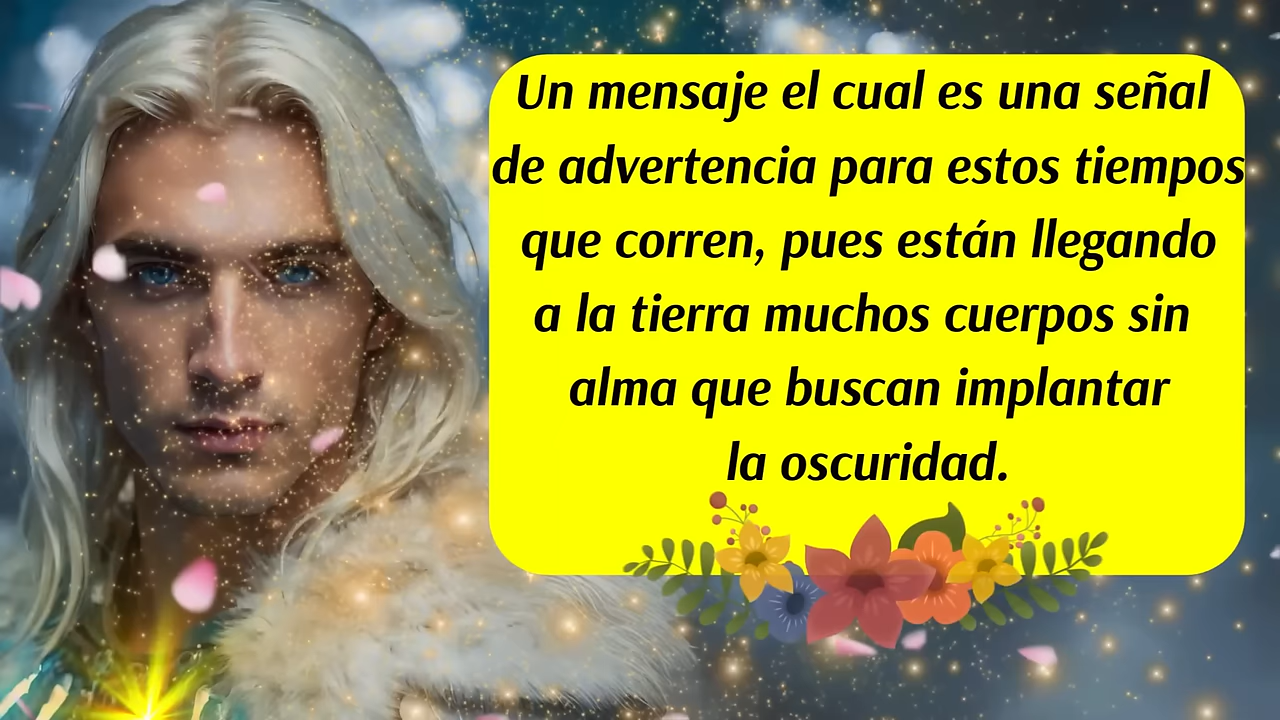 Un mensaje el cual es una señal
de advertencia para estos tiempos
que corren, pues están llegando
a la tierra muchos cuerpos sin
alma que buscan implantar
la oscuridad.